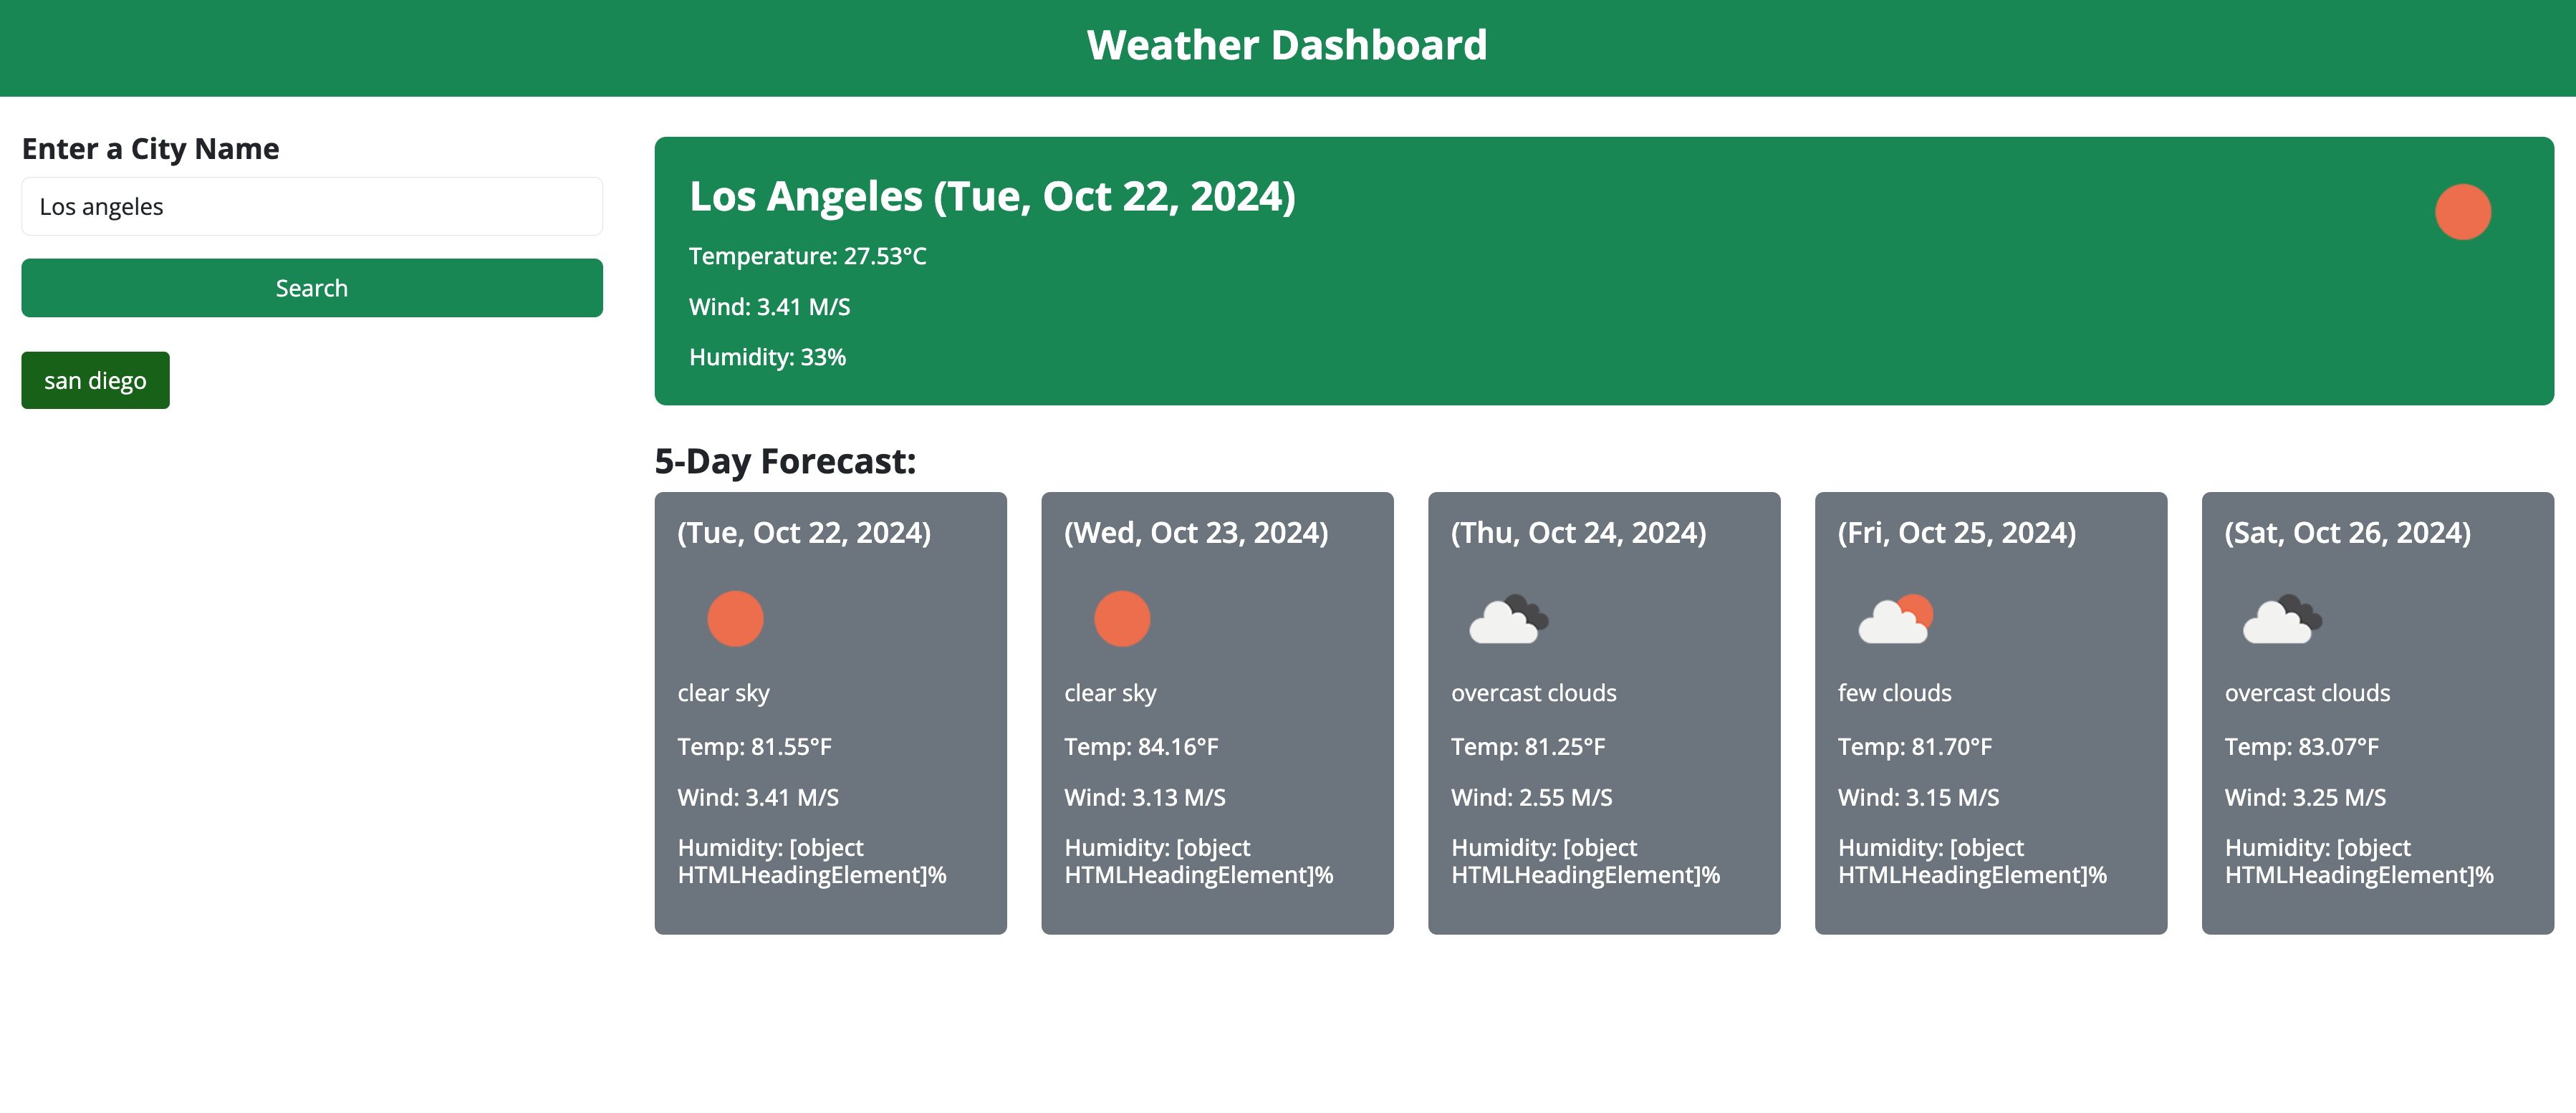 Weather Dashboard
Enter a City Name
Los angeles
Search
san diego
Los Angeles (Tue, Oct 22, 2024)
Temperature: 27.53°C
Wind: 3.41 M/S
Humidity: 33%
5-Day Forecast:
(Tue, Oct 22, 2024)
clear sky
Temp: 81.55°F
Wind: 3.41 M/S
Humidity: [object
HTMLHeadingElement]%
(Wed, Oct 23, 2024)
clear sky
Temp: 84.16°F
Wind: 3.13 M/S
Humidity: [object
HTMLHeadingElement]%
(Thu, Oct 24, 2024)
overcast clouds
Temp: 81.25°F
Wind: 2.55 M/S
Humidity: [object
HTMLHeadingElement]%
(Fri, Oct 25, 2024)
few clouds
Temp: 81.70°F
Wind: 3.15 M/S
Humidity: [object
HTMLHeadingElement]%
(Sat, Oct 26, 2024)
overcast clouds
Temp: 83.07°F
Wind: 3.25 M/S
Humidity: [object
HTMLHeadingElement]%